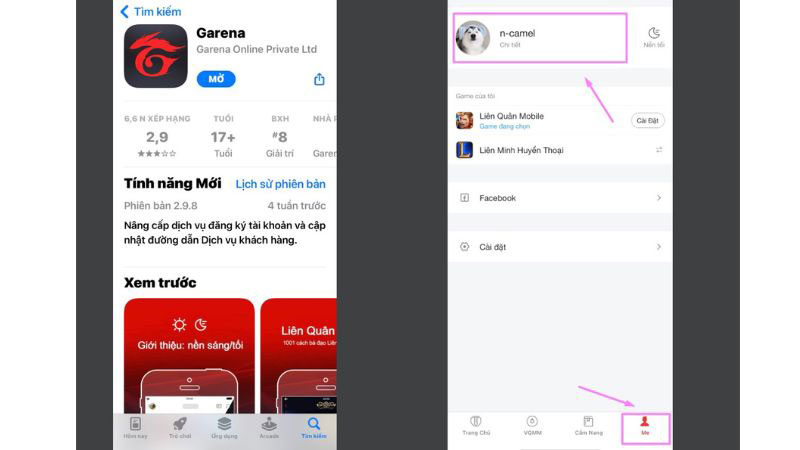 Tìm kiếm
Garena
Garena Online Private Ltd
MỞ
6,6 N XẾP HẠNG
TUỔI
BXH
NHÀ P
2,9
17+
#8
Tuổi
Giải trí
Garen
Tính năng Mới
Lịch sử phiên bản
Phiên bản 2.9.8
4 tuần trước
Nâng cấp dịch vụ đăng ký tài khoản và cập
nhật đường dẫn Dịch vụ khách hàng.
Xem trước
Giới thiệu: nền sáng/tối
Liên Quân
1001 cách bá đạo Liê
Hôm nay
Trò chơi
Ứng dụng
Arcade
Tìm kiếm
n-camel
Chi tiết
Nền tối
Game của tôi
Liên Quân Mobile
Game đang chọn
Cài Đặt
Liên Minh Huyền Thoại
Facebook
Cài đặt
Trang Chủ
VQMM
Cẩm Nang
Me